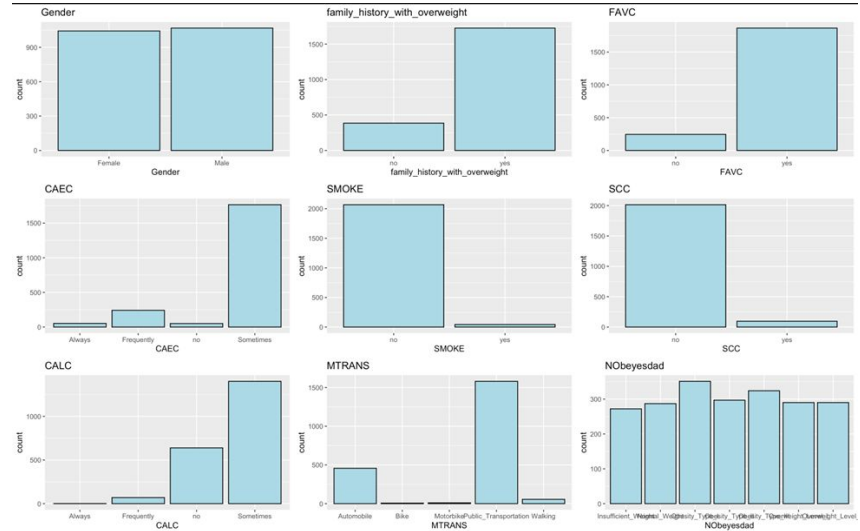 Gender
900
600
300
0
count
Female
Male
Gender
family_history_with_overweight
1500
1000
500
0
count
no
yes
family_history_with_overweight
FAVC
1500
1000
500
0
count
no
yes
FAVC
CAEC
1500
1000
500
0
count
Always
Frequently
no
Sometimes
CAEC
SMOKE
2000
1500
1000
500
0
count
no
yes
SMOKE
SCC
2000
1500
1000
500
0
count
no
yes
SCC
CALC
1000
500
0
count
Always
Frequently
no
Sometimes
CALC
MTRANS
1500
1000
500
0
count
Automobile
Bike
Motorbike
Public_Transportation
Walking
MTRANS
NObeyesdad
300
200
100
0
count
NObeyesdad